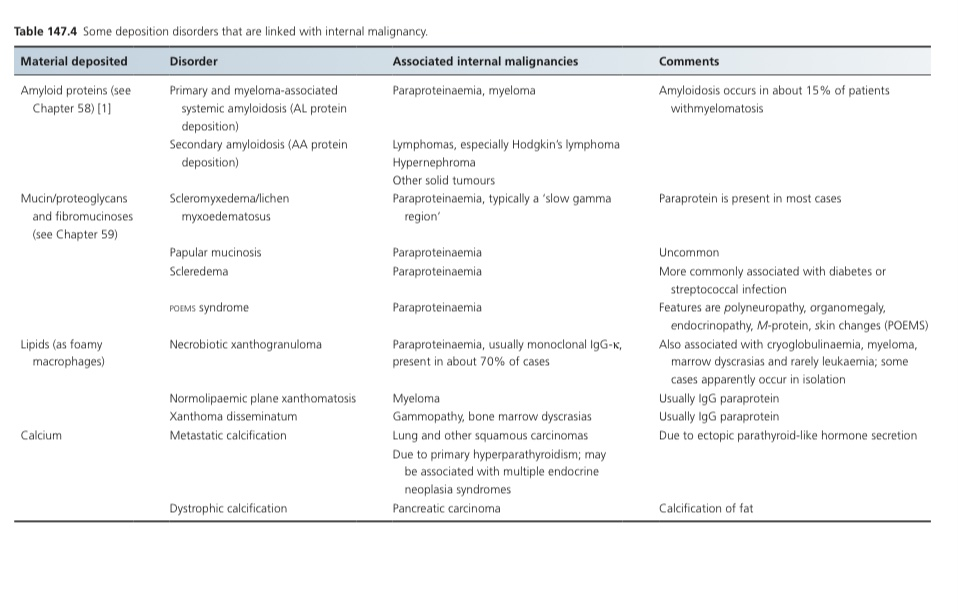 Table 147.4 Some deposition disorders that are linked with internal malignancy.
Material deposited Disorder Associated internal malignancies Comments
Amyloid proteins (see Primary and myeloma-associated Paraproteinaemia, myeloma Amyloidosis occurs in about 15% of patients
Chapter 58) [1] systemic amyloidosis (AL protein withmyelomatosis
deposition)
Secondary amyloidosis (AA protein Lymphomas, especially Hodgkin's lymphoma
deposition) Hypernephroma
Other solid tumours
Mucin/proteoglycans Scleromyxedema/lichen Paraproteinaemia, typically a 'slow gamma Paraprotein is present in most cases
and fibromucinoses myxoedematosus region'
(see Chapter 59)
Papular mucinosis Paraproteinaemia Uncommon
Scleredema Paraproteinaemia More commonly associated with diabetes or
streptococcal infection
POEMS syndrome Paraproteinaemia Features are polyneuropathy, organomegaly,
endocrinopathy, M-protein, skin changes (POEMS)
Lipids (as foamy Necrobiotic xanthogranuloma Paraproteinaemia, usually monoclonal IgG-κ, Also associated with cryoglobulinaemia, myeloma,
macrophages) present in about 70% of cases marrow dyscrasias and rarely leukaemia; some
cases apparently occur in isolation
Normolipaemic plane xanthomatosis Myeloma Usually IgG paraprotein
Xanthoma disseminatum Gammopathy, bone marrow dyscrasias Usually IgG paraprotein
Calcium Metastatic calcification Lung and other squamous carcinomas Due to ectopic parathyroid-like hormone secretion
Due to primary hyperparathyroidism; may
be associated with multiple endocrine
neoplasia syndromes
Dystrophic calcification Pancreatic carcinoma Calcification of fat